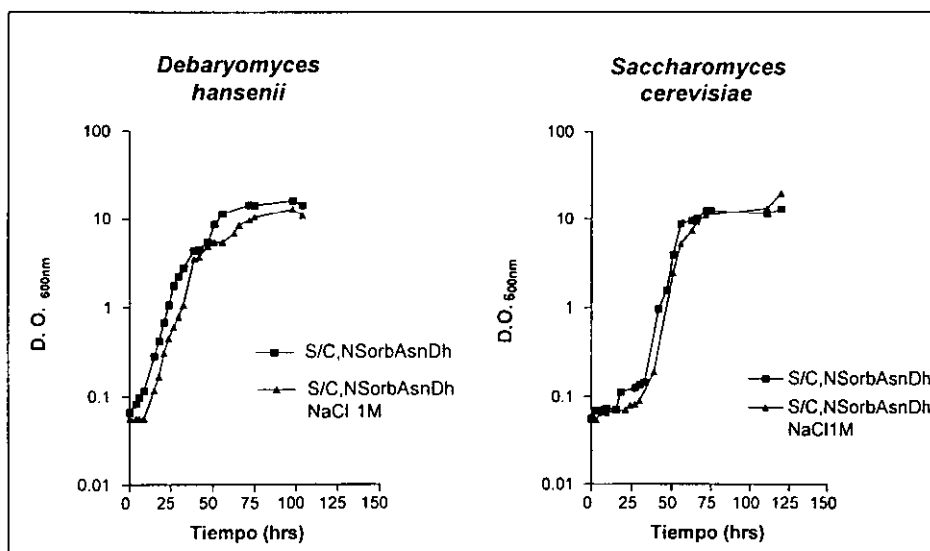 Debaryomyces
hansenii
100
10
1
0.1
0.01
D. O. 600nm
0 25 50 75 100 125 150
Tiempo (hrs)
S/C,NSorbAsnDh
S/C,NSorbAsnDh
NaCl 1M
Saccharomyces
cerevisiae
100
10
1
0.1
0.01
D.O. 600nm
0 25 50 75 100 125 150
Tiempo (hrs)
S/C,NSorbAsnDh
S/C,NSorbAsnDh
NaCl1M